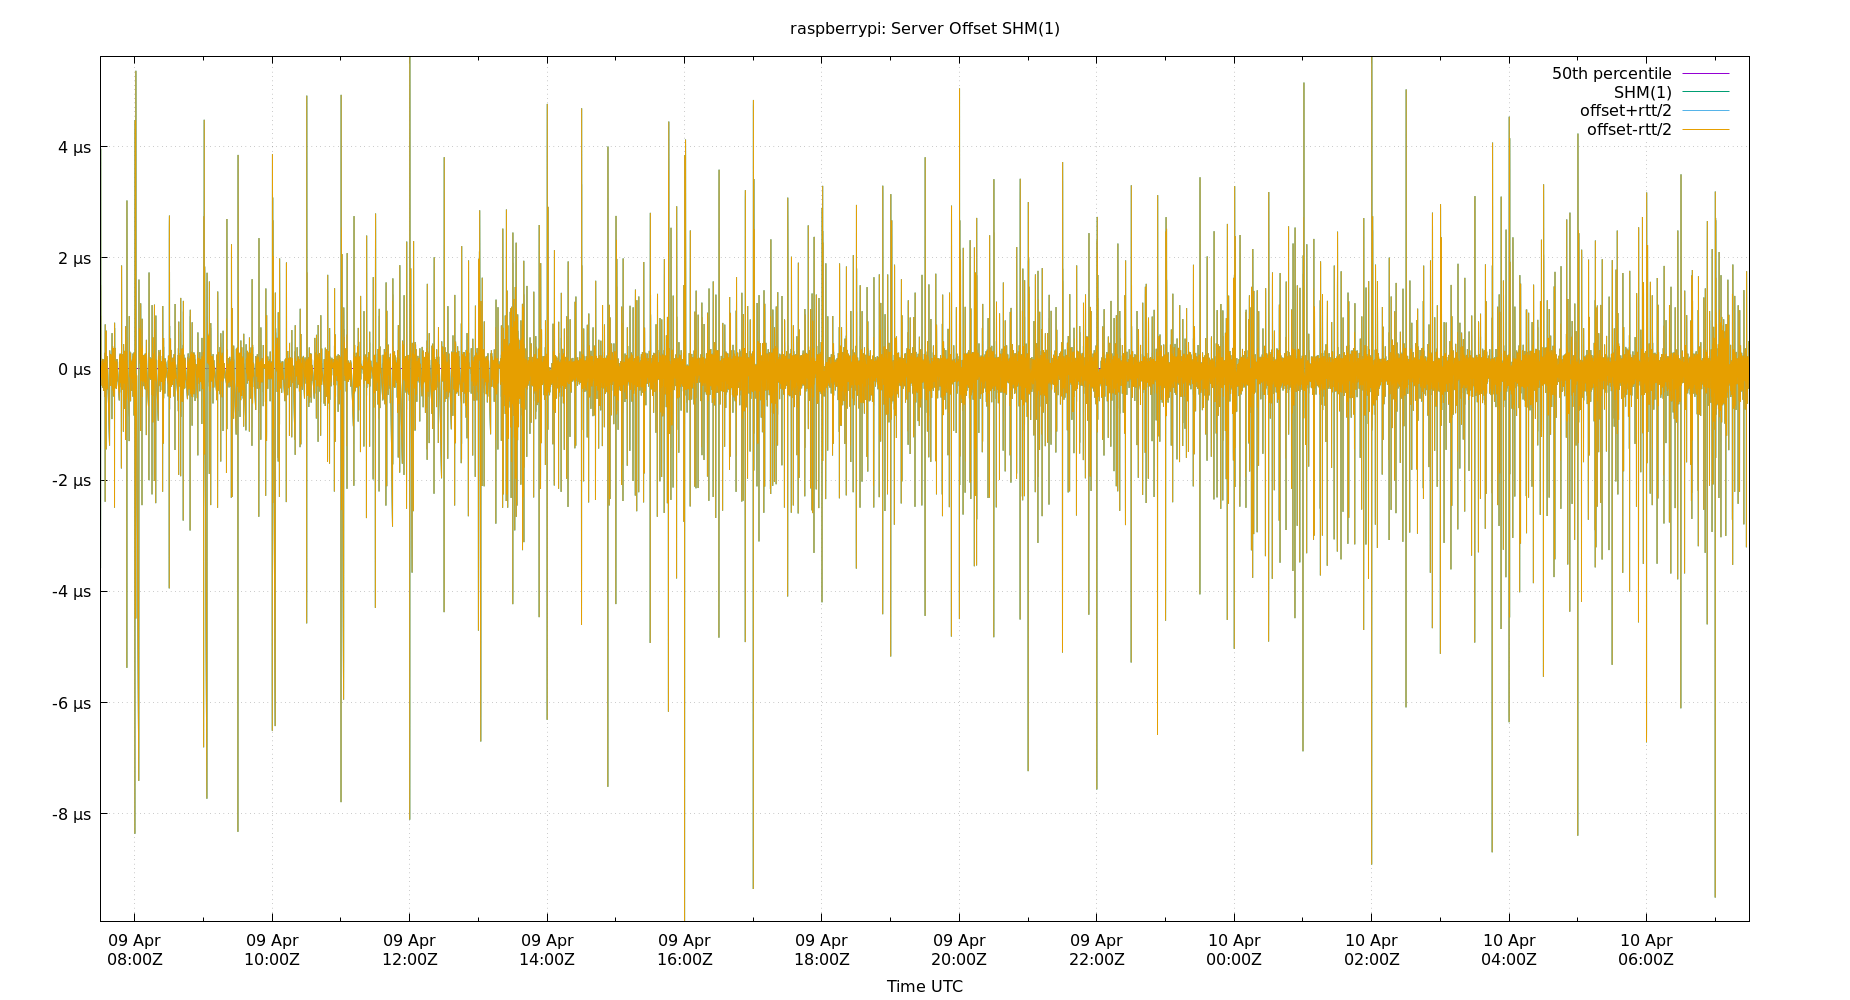 raspberrypi: Server Offset SHM(1)
50th percentile
SHM(1)
offset+rtt/2
offset-rtt/2
4 µs
2 µs
0 µs
-2 µs
-4 µs
-6 µs
-8 µs
09 Apr 09 Apr 09 Apr 09 Apr 09 Apr 09 Apr 09 Apr 09 Apr 10 Apr 10 Apr 10 Apr 10 Apr
08:00Z 10:00Z 12:00Z 14:00Z 16:00Z 18:00Z 20:00Z 22:00Z 00:00Z 02:00Z 04:00Z 06:00Z
Time UTC